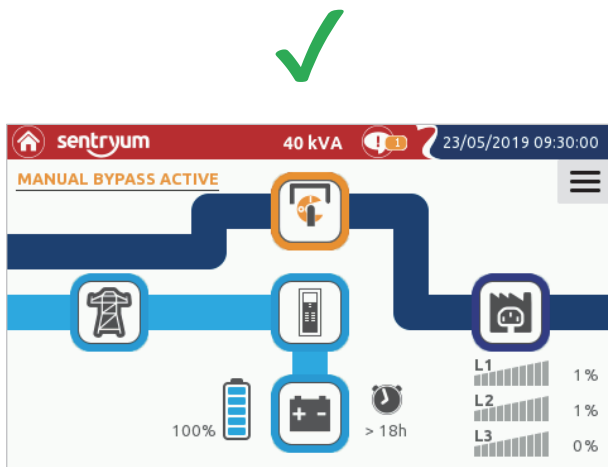 sentryum 40 kVA 1 23/05/2019 09:30:00
MANUAL BYPASS ACTIVE
L1 1%
L2 1%
100% > 18h
L3 0%